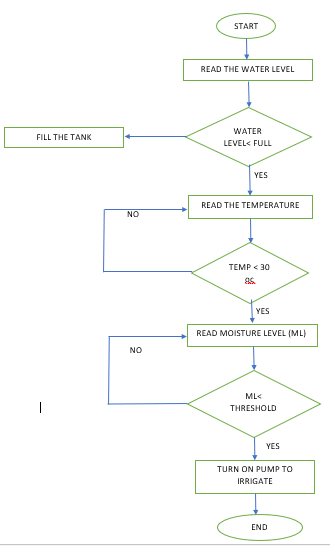 START
READ THE WATER LEVEL
WATER
LEVEL< FULL
FILL THE TANK
YES
READ THE TEMPERATURE
NO
TEMP < 30
YES
READ MOISTURE LEVEL (ML)
NO
ML<
THRESHOLD
YES
TURN ON PUMP TO
IRRIGATE
END